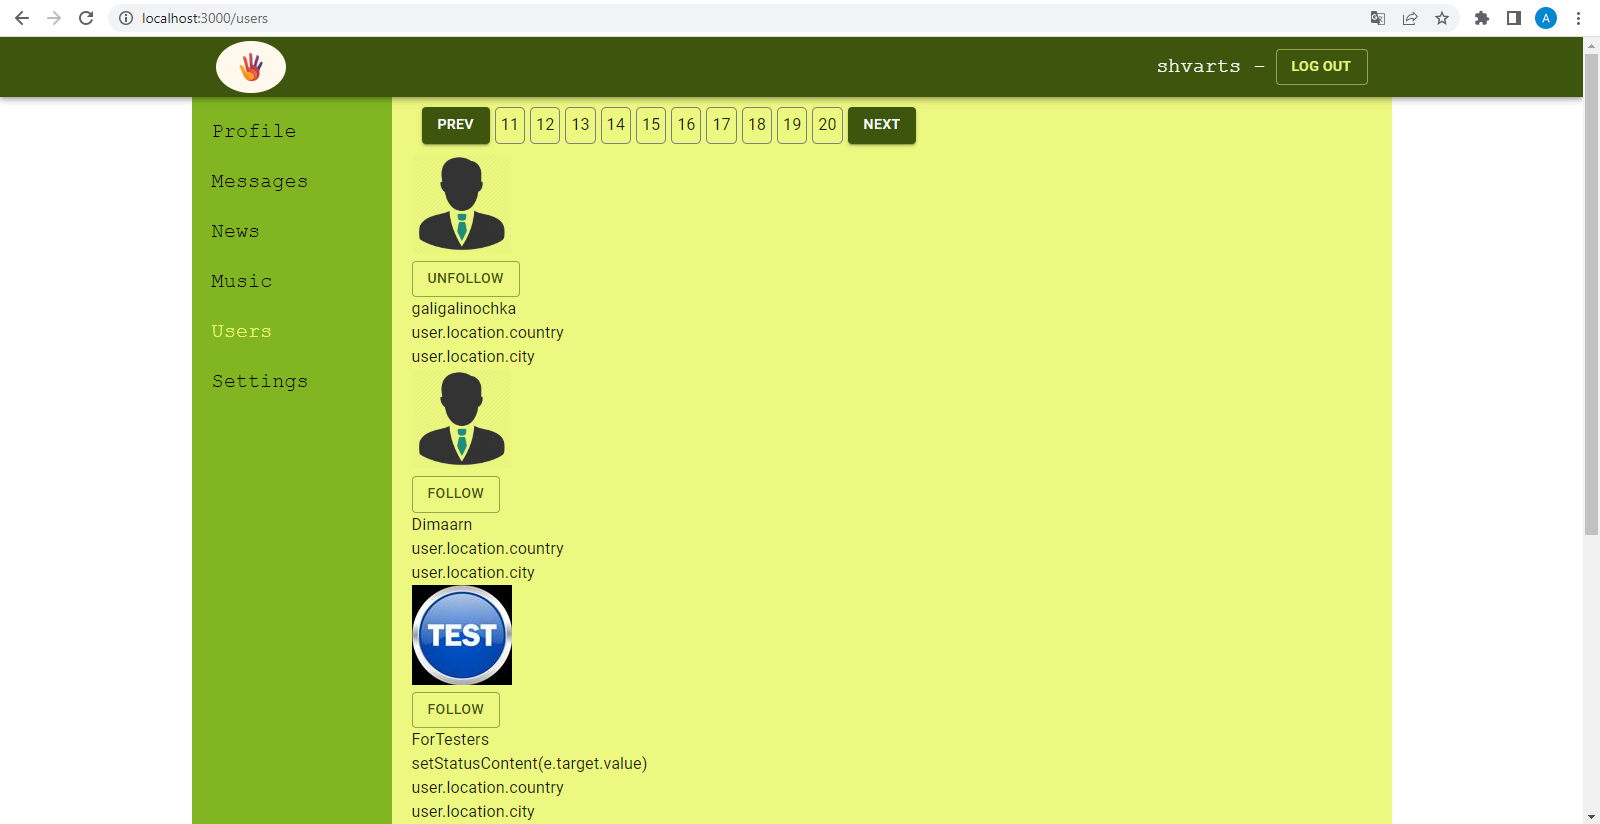 localhost:3000/users
A
shvarts - LOG OUT
Profile
Messages
News
Music
Users
Settings
PREV 11 12 13 14 15 16 17 18 19 20 NEXT
UNFOLLOW
galigalinochka
user.location.country
user.location.city
FOLLOW
Dimaarn
user.location.country
user.location.city
TEST
FOLLOW
ForTesters
setStatusContent(e.target.value)
user.location.country
user.location.city